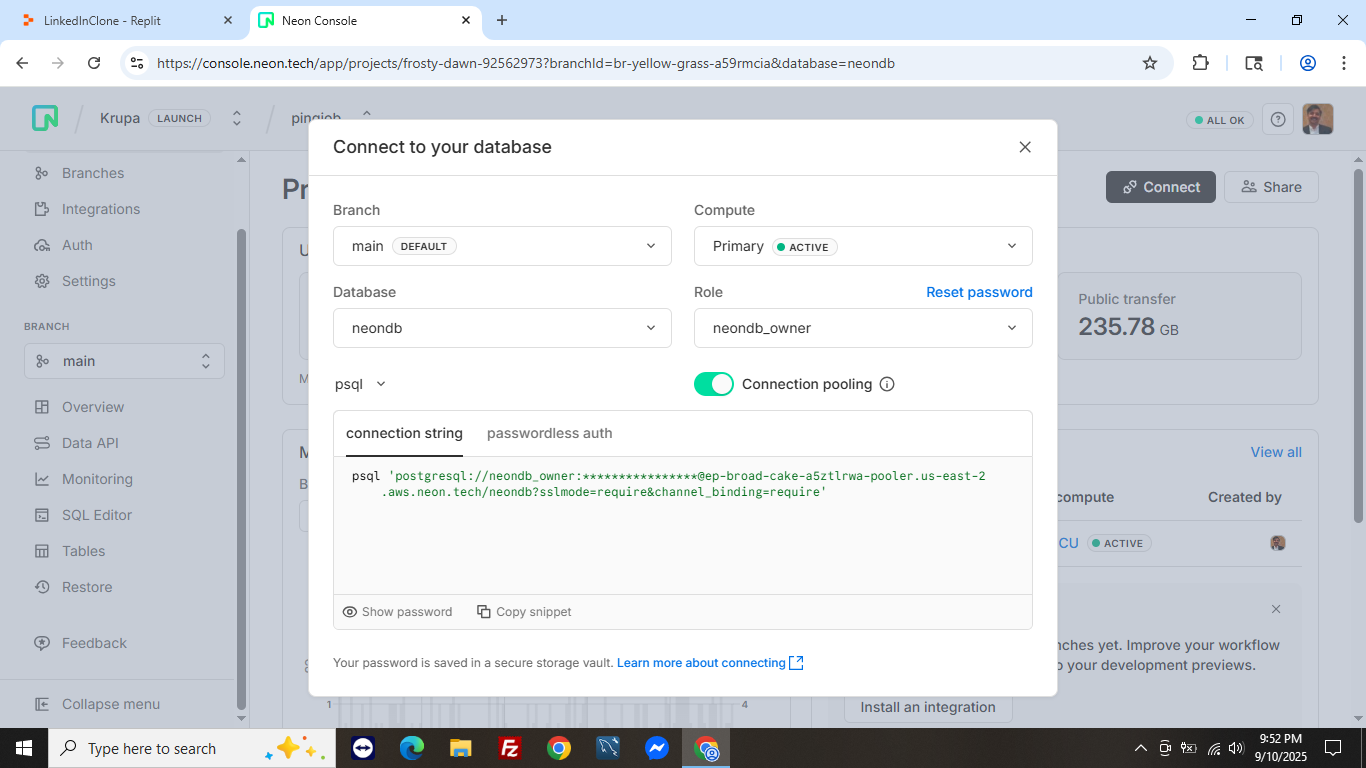 LinkedInClone - Replit
Neon Console
https://console.neon.tech/app/projects/frosty-dawn-92562973?branchId=br-yellow-grass-a59rmcia&database=neondb
Krupa LAUNCH
pingjob
ALL OK
Branches
Integrations
Auth
Settings
BRANCH
main
Overview
Data API
Monitoring
SQL Editor
Tables
Restore
Feedback
Collapse menu
Connect
Share
Public transfer
235.78 GB
View all
compute
Created by
CU ACTIVE
nches yet. Improve your workflow
o your development previews.
Install an integration
1
4
Connect to your database
Branch
Compute
main DEFAULT
Primary ACTIVE
Database
Role
Reset password
neondb
neondb_owner
psql
Connection pooling
connection string
passwordless auth
psql 'postgresql://neondb_owner:****************@ep-broad-cake-a5ztlrwa-pooler.us-east-2
.aws.neon.tech/neondb?sslmode=require&channel_binding=require'
Show password
Copy snippet
Your password is saved in a secure storage vault. Learn more about connecting
Type here to search
9:52 PM
9/10/2025